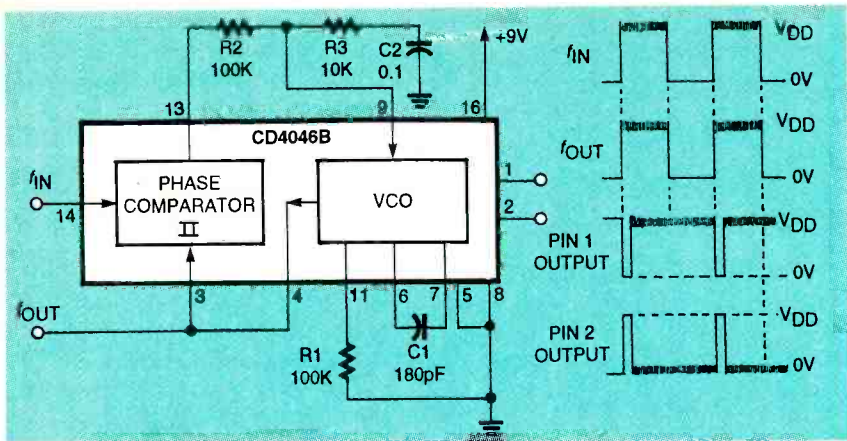 R2
100K
R3
10K
C2
0.1
+9V
13
9
16
CD4046B
fIN
14
PHASE
COMPARATOR
II
VCO
1
2
3
4
11
6
7
5
8
fOUT
R1
100K
C1
180pF
fIN
VDD
0V
fOUT
VDD
0V
PIN 1
OUTPUT
VDD
0V
PIN 2
OUTPUT
VDD
0V